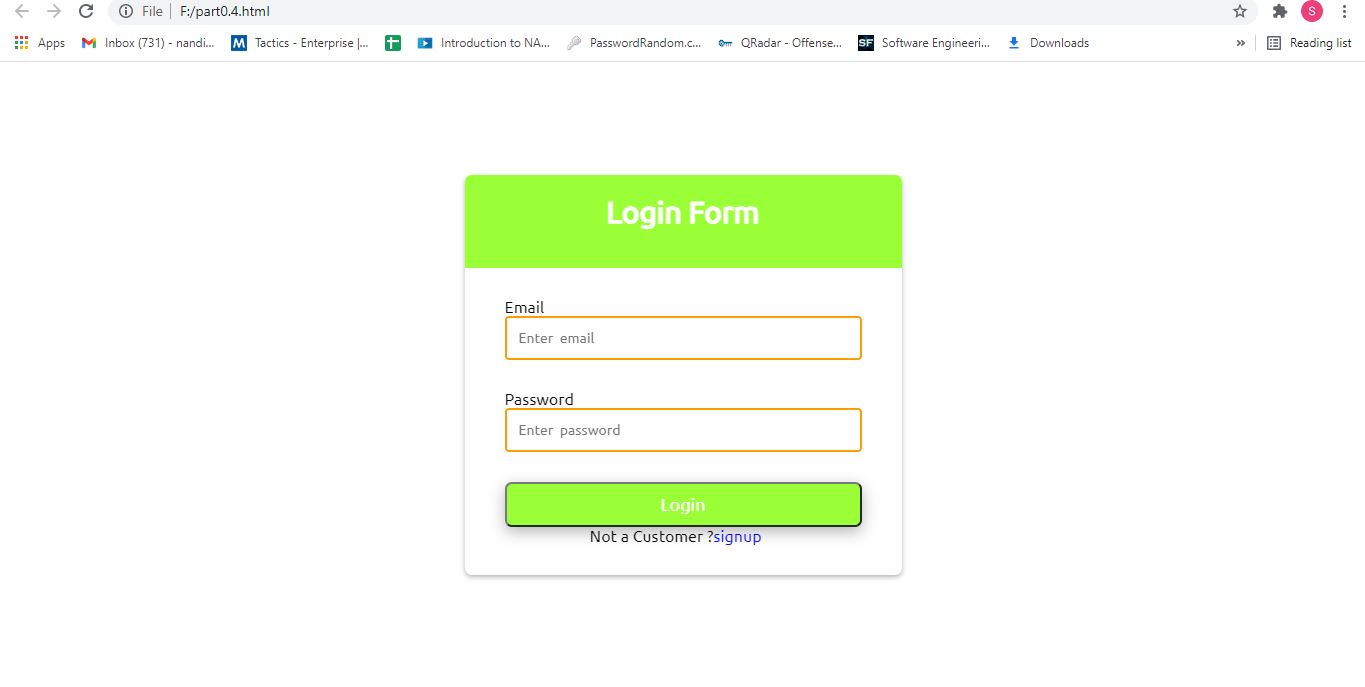 File | F:/part0.4.html
S
Apps M Inbox (731) - nandi... M Tactics - Enterprise |... Introduction to NA... PasswordRandom.c... QRadar - Offense... SF Software Engineeri... Downloads » Reading list
Login Form
Email
Enter email
Password
Enter password
Login
Not a Customer ?signup